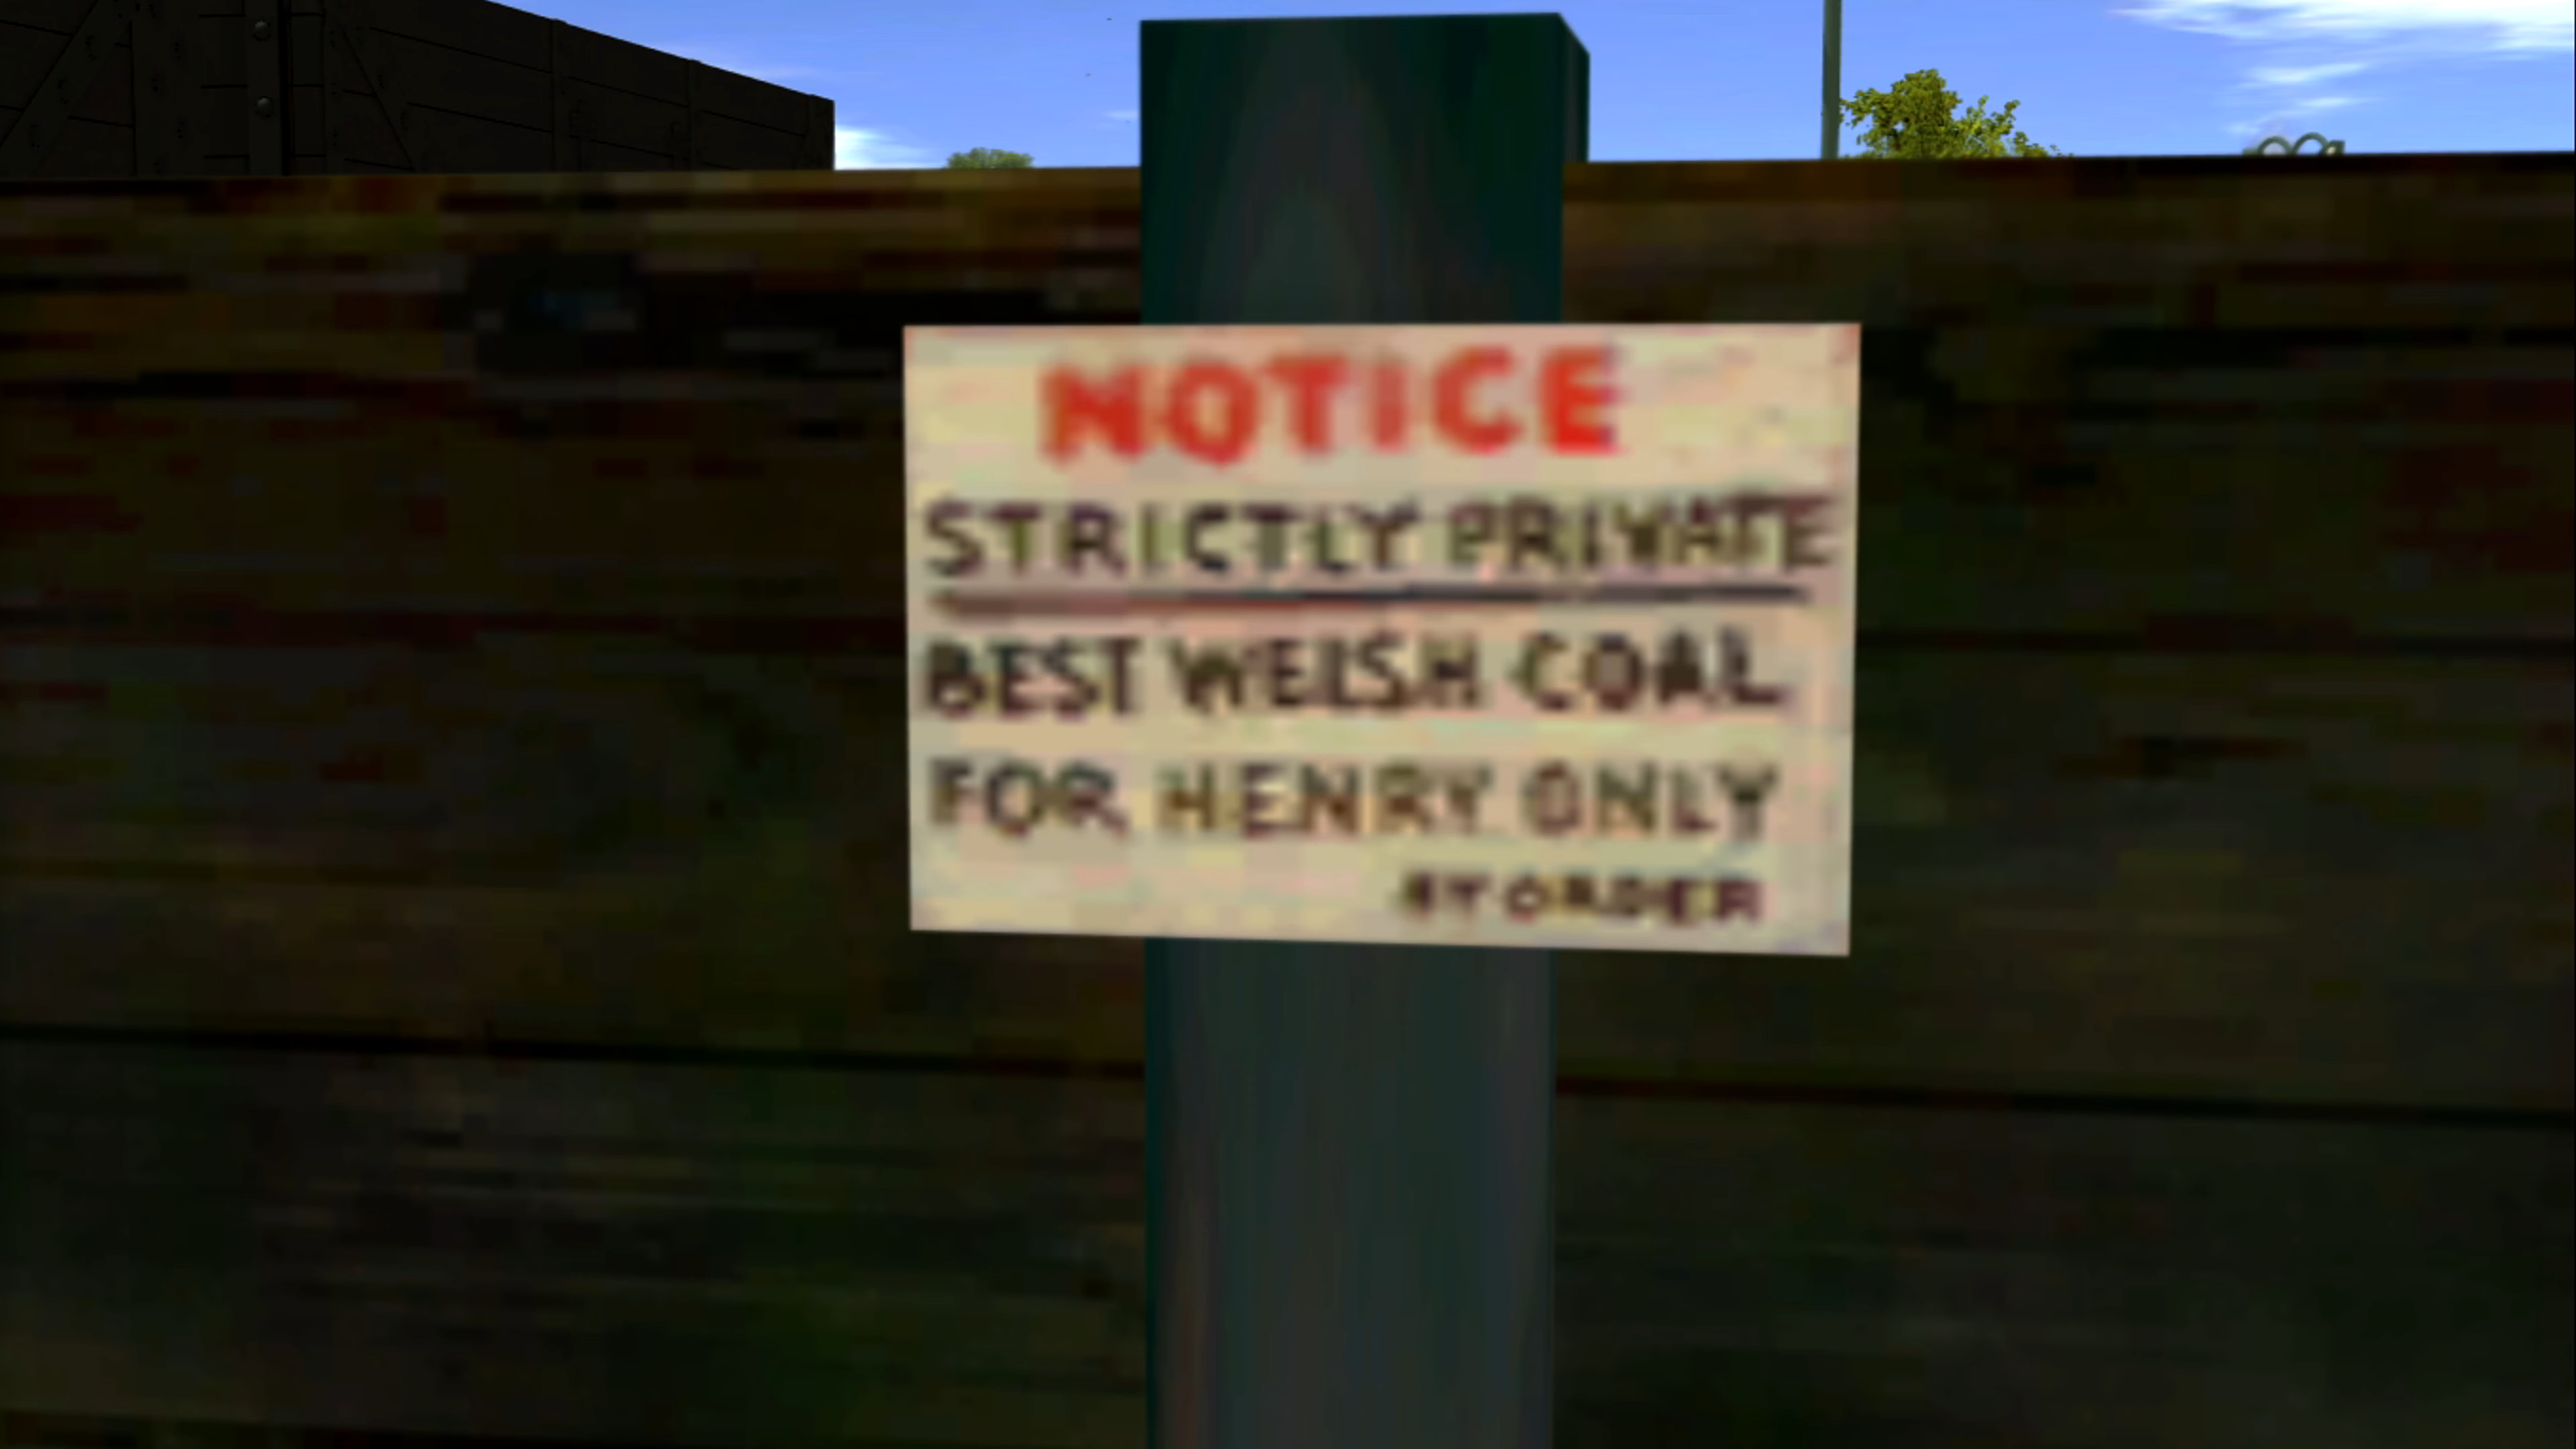 NOTICE
STRICTLY PRIVATE
BEST WELSH COAL
FOR HENRY ONLY
BY ORDER